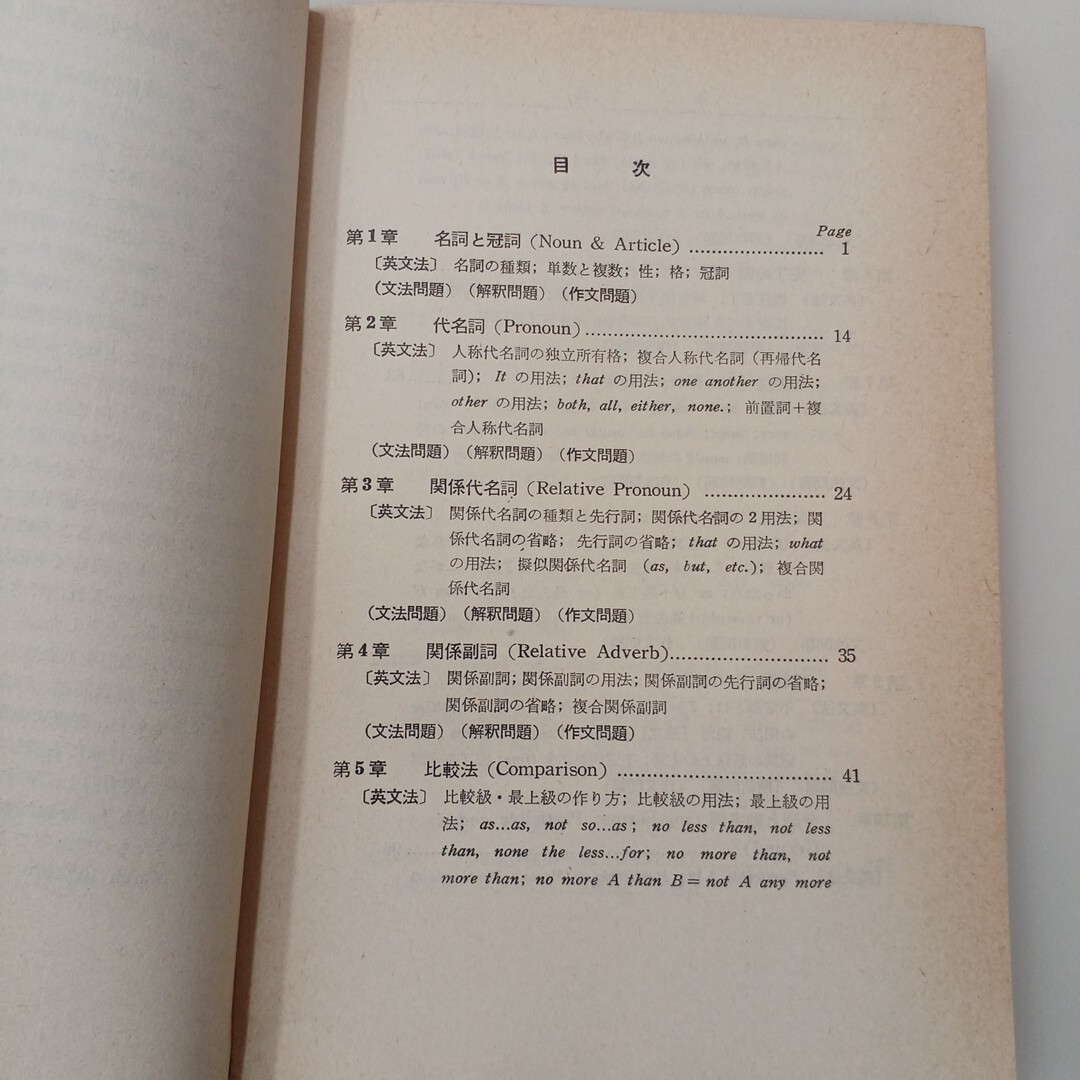 目 次
Page
第1章 名詞と冠詞 (Noun & Article) ........................ 1
〔英文法〕 名詞の種類; 単数と複数; 性; 格; 冠詞
(文法問題) (解釈問題) (作文問題)
第2章 代名詞 (Pronoun) ........................................ 14
〔英文法〕 人称代名詞の独立所有格; 複合人称代名詞 (再帰代名
詞); It の用法; that の用法; one another の用法;
other の用法; both, all, either, none.; 前置詞+複
合人称代名詞
(文法問題) (解釈問題) (作文問題)
第3章 関係代名詞 (Relative Pronoun) ..................... 24
〔英文法〕 関係代名詞の種類と先行詞; 関係代名詞の2用法; 関
係代名詞の省略; 先行詞の省略; that の用法; what
の用法; 擬似関係代名詞 (as, but, etc.); 複合関
係代名詞
(文法問題) (解釈問題) (作文問題)
第4章 関係副詞 (Relative Adverb)........................... 35
〔英文法〕 関係副詞; 関係副詞の用法; 関係副詞の先行詞の省略;
関係副詞の省略; 複合関係副詞
(文法問題) (解釈問題) (作文問題)
第5章 比較法 (Comparison) .................................... 41
〔英文法〕 比較級・最上級の作り方; 比較級の用法; 最上級の用
法; as...as, not so...as; no less than, not less
than, none the less...for; no more than, not
more than; no more A than B = not A any more